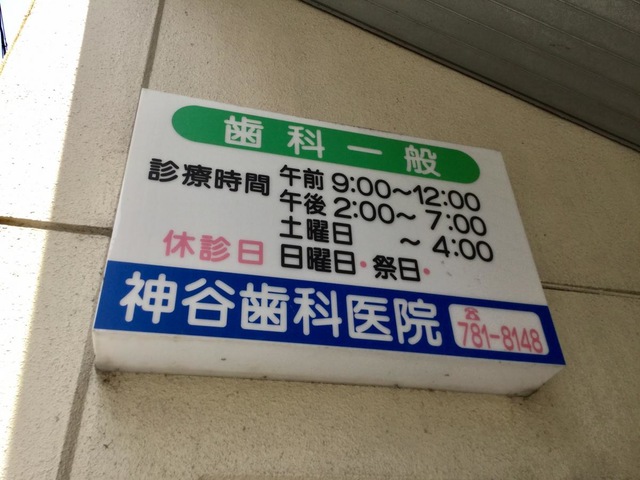 歯科一般
診療時間 午前 9:00〜12:00
午後 2:00〜 7:00
土曜日 〜 4:00
休診日 日曜日・祭日・
神谷歯科医院 ☎ 781-8148